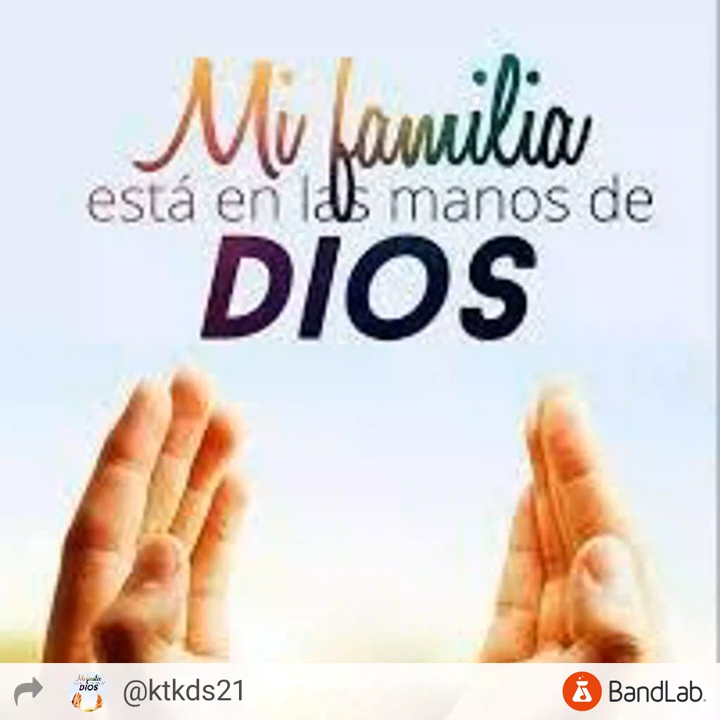 Mi familia
está en las manos de
DIOS
@ktkds21
BandLab.